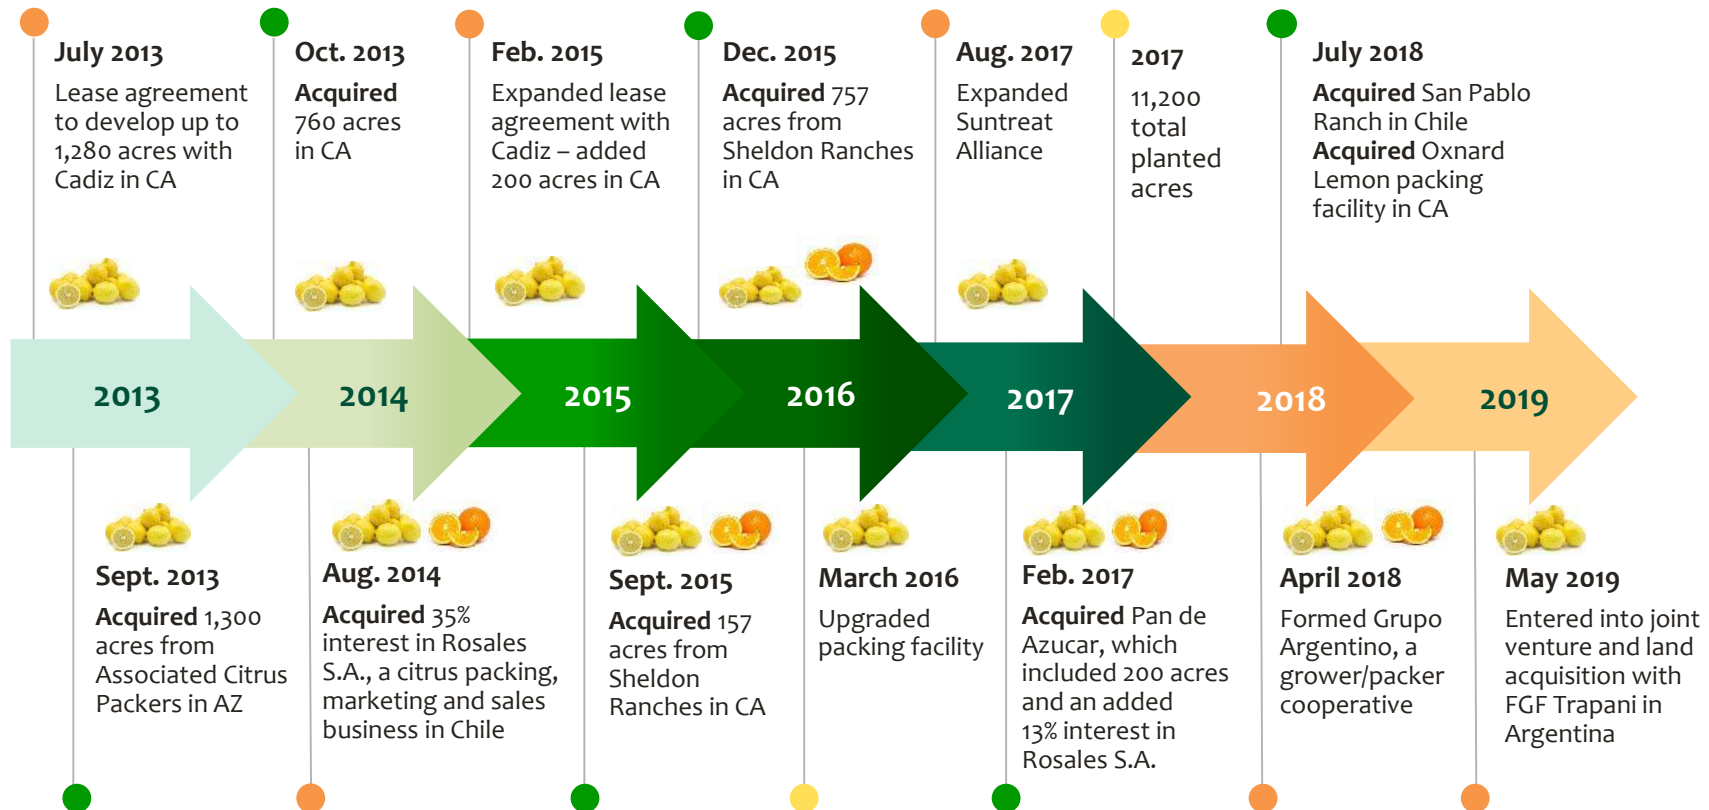 July 2013
Lease agreement
to develop up to
1,280 acres with
Cadiz in CA
Oct. 2013
Acquired
760 acres
in CA
Feb. 2015
Expanded lease
agreement with
Cadiz – added
200 acres in CA
Dec. 2015
Acquired 757
acres from
Sheldon Ranches
in CA
Aug. 2017
Expanded
Suntreat
Alliance
2017
11,200
total
planted
acres
July 2018
Acquired San Pablo
Ranch in Chile
Acquired Oxnard
Lemon packing
facility in CA
2013
2014
2015
2016
2017
2018
2019
Sept. 2013
Acquired 1,300
acres from
Associated Citrus
Packers in AZ
Aug. 2014
Acquired 35%
interest in Rosales
S.A., a citrus packing,
marketing and sales
business in Chile
Sept. 2015
Acquired 157
acres from
Sheldon
Ranches in CA
March 2016
Upgraded
packing facility
Feb. 2017
Acquired Pan de
Azucar, which
included 200 acres
and an added
13% interest in
Rosales S.A.
April 2018
Formed Grupo
Argentino, a
grower/packer
cooperative
May 2019
Entered into joint
venture and land
acquisition with
FGF Trapani in
Argentina